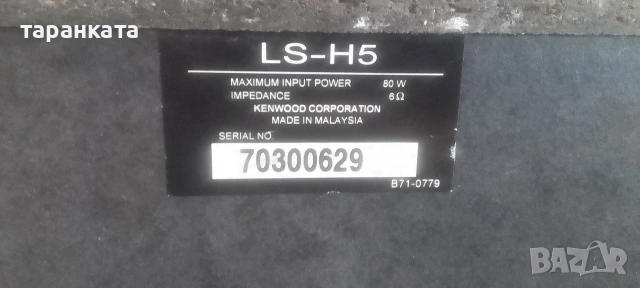 таранката
LS-H5
MAXIMUM INPUT POWER 80 W
IMPEDANCE 6Ω
KENWOOD CORPORATION
MADE IN MALAYSIA
SERIAL NO
70300629
B71-0779
BAZAR